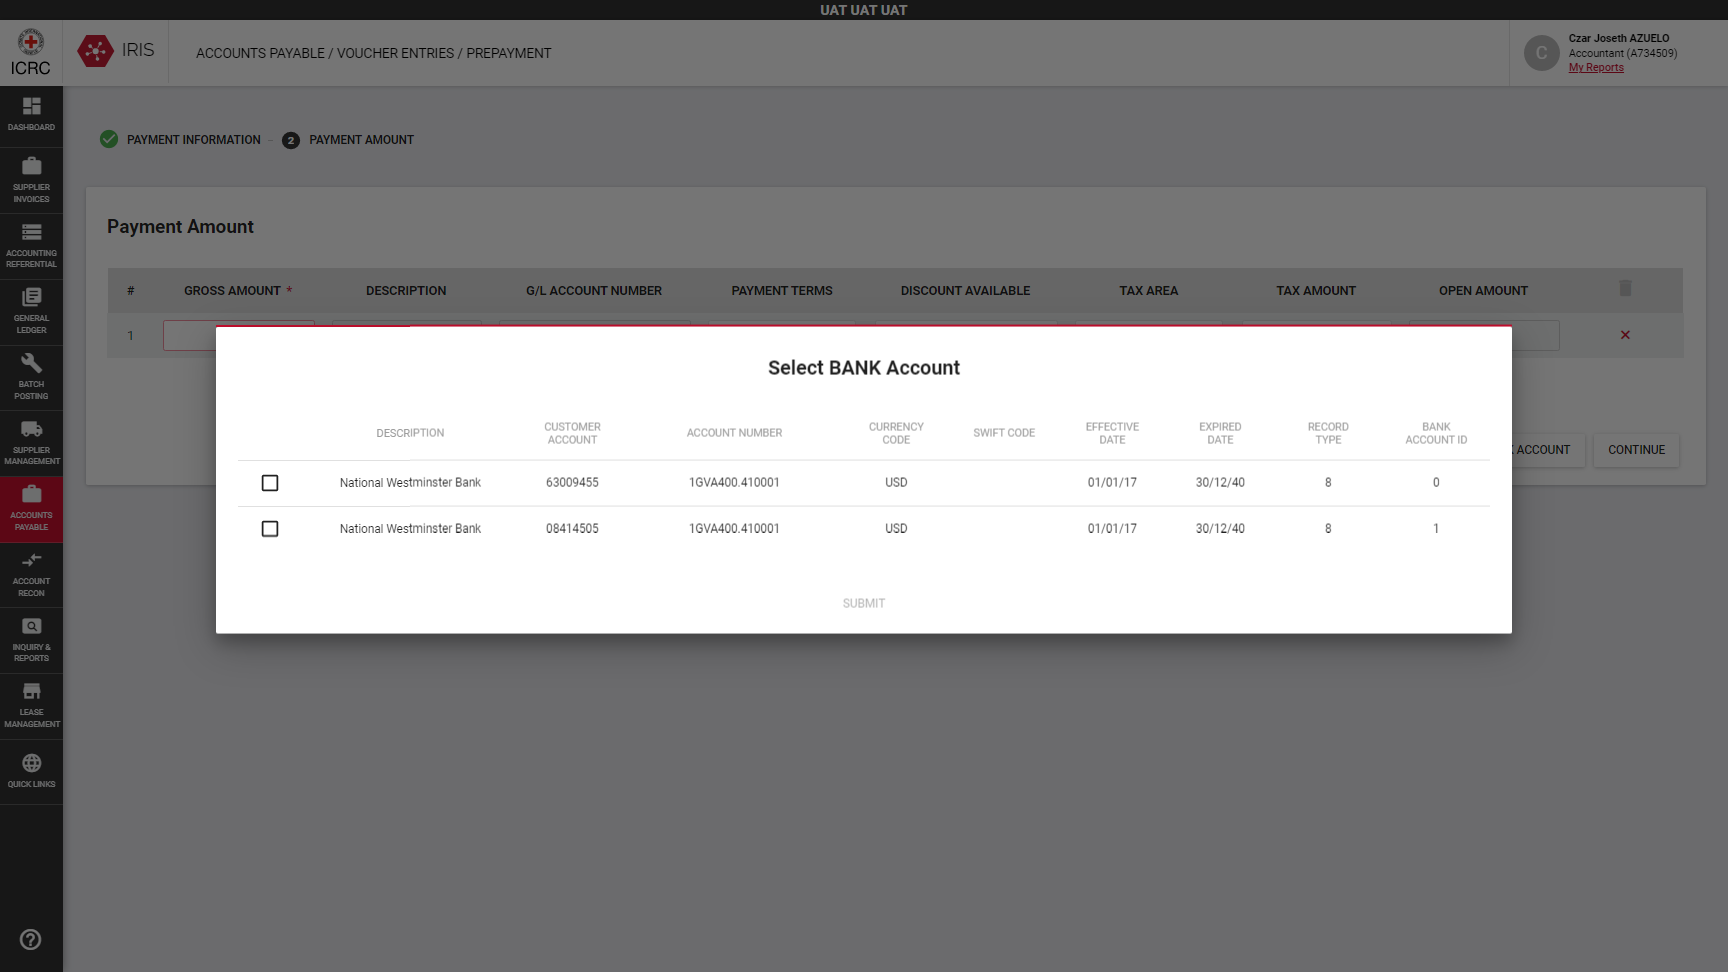 UAT UAT UAT
ICRC
IRIS
ACCOUNTS PAYABLE / VOUCHER ENTRIES / PREPAYMENT
C
Czar Joseth AZUELO
Accountant (A734509)
My Reports
DASHBOARD
SUPPLIER
INVOICES
ACCOUNTING
REFERENTIAL
GENERAL
LEDGER
BATCH
POSTING
SUPPLIER
MANAGEMENT
ACCOUNTS
PAYABLE
ACCOUNT
RECON
INQUIRY &
REPORTS
LEASE
MANAGEMENT
QUICK LINKS
PAYMENT INFORMATION - 2 PAYMENT AMOUNT
Payment Amount
# GROSS AMOUNT * DESCRIPTION G/L ACCOUNT NUMBER PAYMENT TERMS DISCOUNT AVAILABLE TAX AREA TAX AMOUNT OPEN AMOUNT
1
ACCOUNT CONTINUE
Select BANK Account
DESCRIPTION CUSTOMER ACCOUNT ACCOUNT NUMBER CURRENCY CODE SWIFT CODE EFFECTIVE DATE EXPIRED DATE RECORD TYPE BANK ACCOUNT ID
National Westminster Bank 63009455 1GVA400.410001 USD 01/01/17 30/12/40 8 0
National Westminster Bank 08414505 1GVA400.410001 USD 01/01/17 30/12/40 8 1
SUBMIT